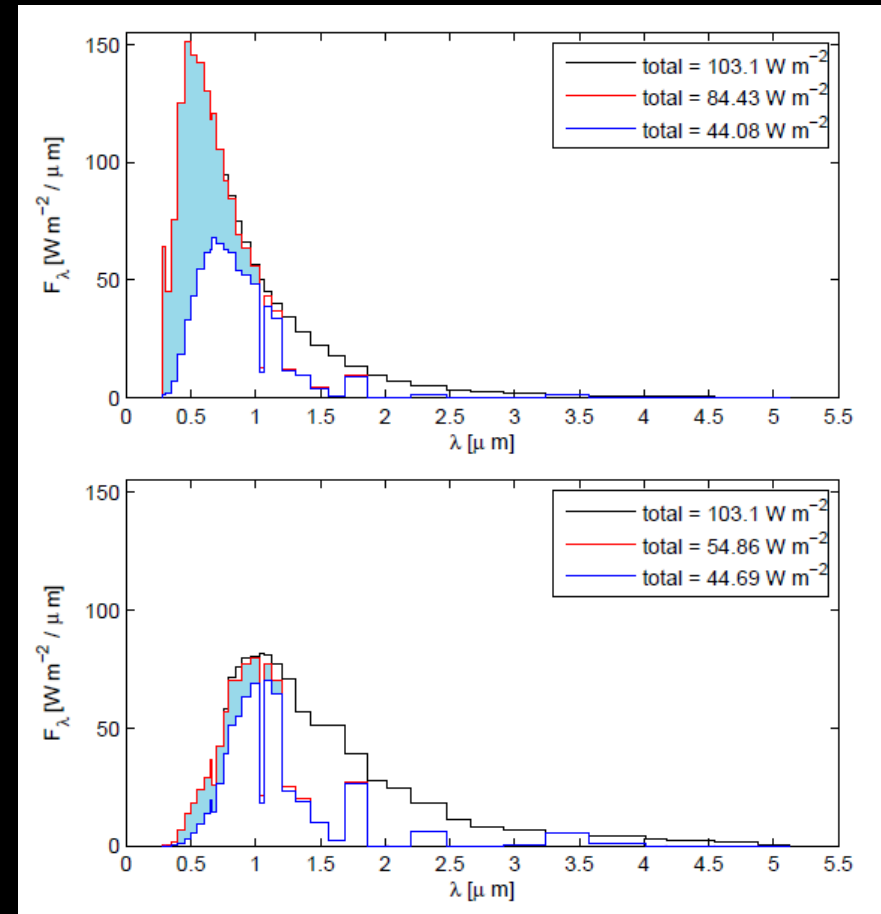 150
100
50
0
F_λ [W m⁻² / μ m]
total = 103.1 W m⁻²
total = 84.43 W m⁻²
total = 44.08 W m⁻²
0 0.5 1 1.5 2 2.5 3 3.5 4 4.5 5 5.5
λ [μ m]
150
100
50
0
F_λ [W m⁻² / μ m]
total = 103.1 W m⁻²
total = 54.86 W m⁻²
total = 44.69 W m⁻²
0 0.5 1 1.5 2 2.5 3 3.5 4 4.5 5 5.5
λ [μ m]